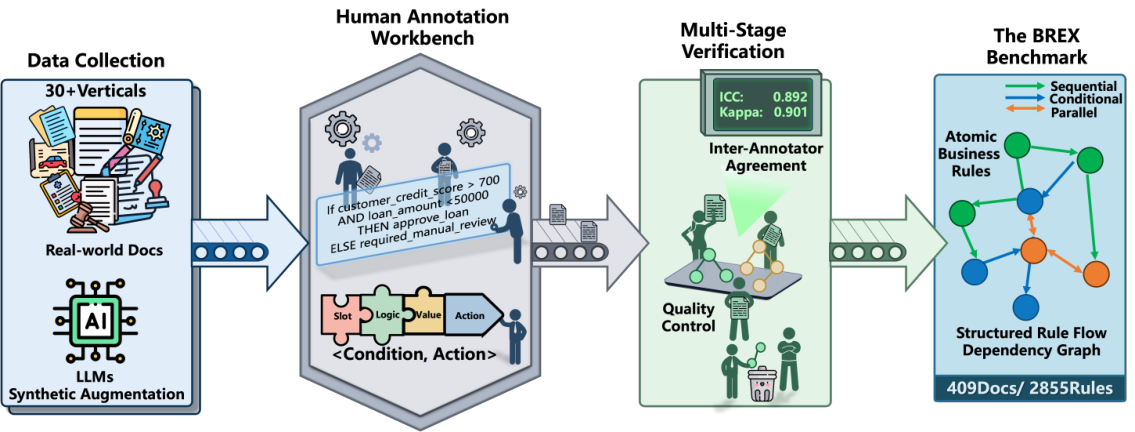 Data Collection
30+Verticals
Real-world Docs
AI
LLMs
Synthetic Augmentation
Human Annotation
Workbench
If customer_credit_score > 700
AND loan_amount <50000
THEN approve_loan
ELSE required_manual_review
Slot
Logic
Value
Action
<Condition, Action>
Multi-Stage
Verification
ICC: 0.892
Kappa: 0.901
Inter-Annotator
Agreement
Quality
Control
The BREX
Benchmark
Sequential
Conditional
Parallel
Atomic
Business
Rules
Structured Rule Flow
Dependency Graph
409Docs/ 2855Rules